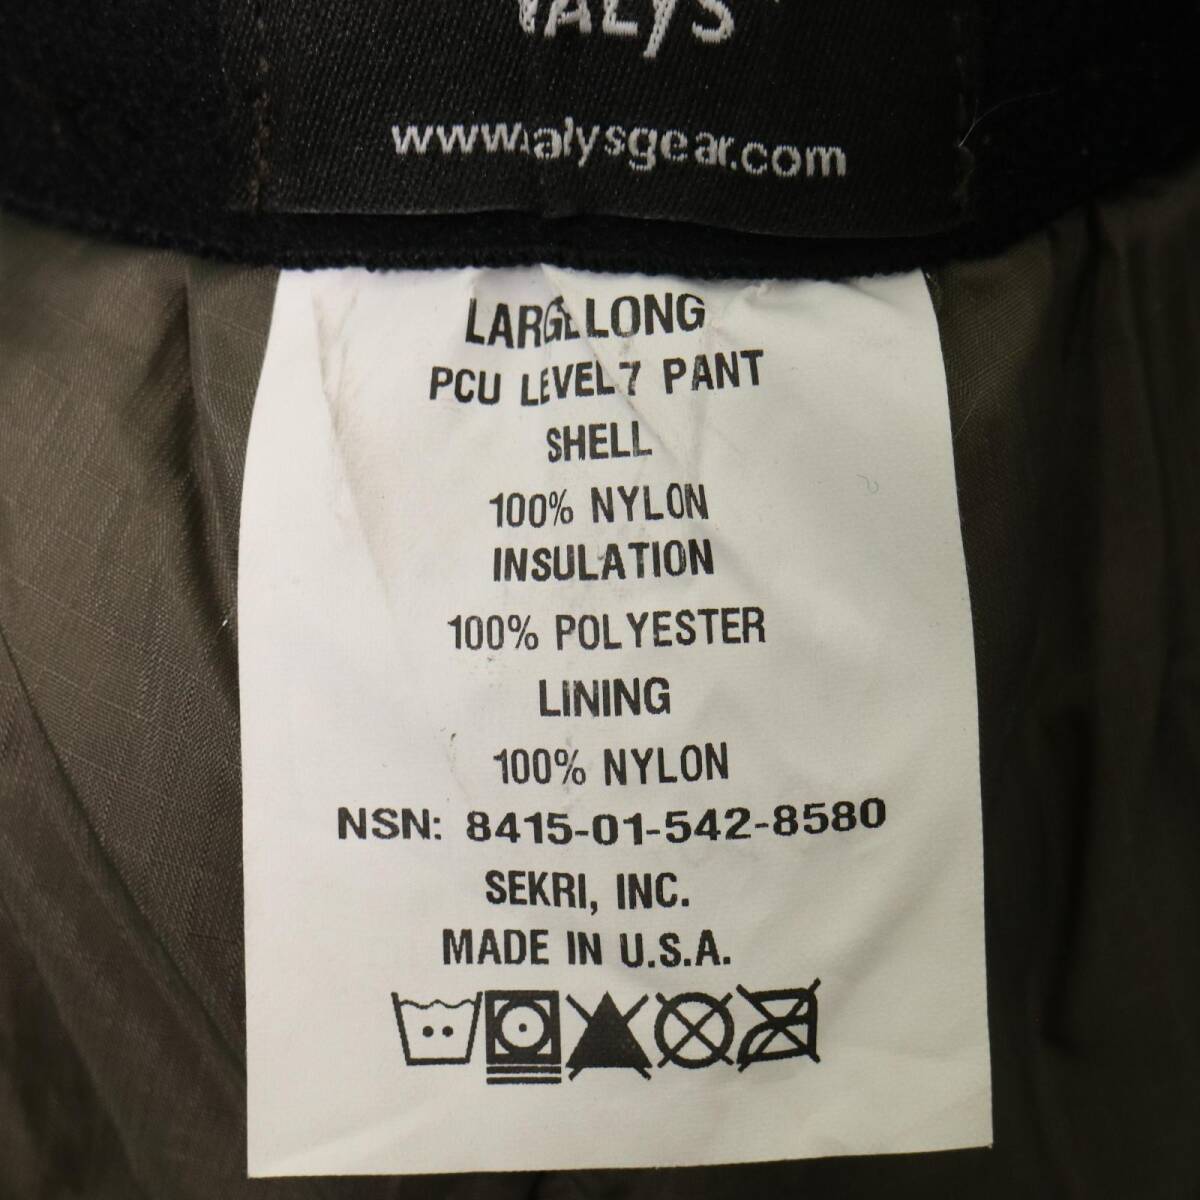 www.alysgear.com
LARGE LONG
PCU LEVEL 7 PANT
SHELL
100% NYLON
INSULATION
100% POLYESTER
LINING
100% NYLON
NSN: 8415-01-542-8580
SEKRI, INC.
MADE IN U.S.A.